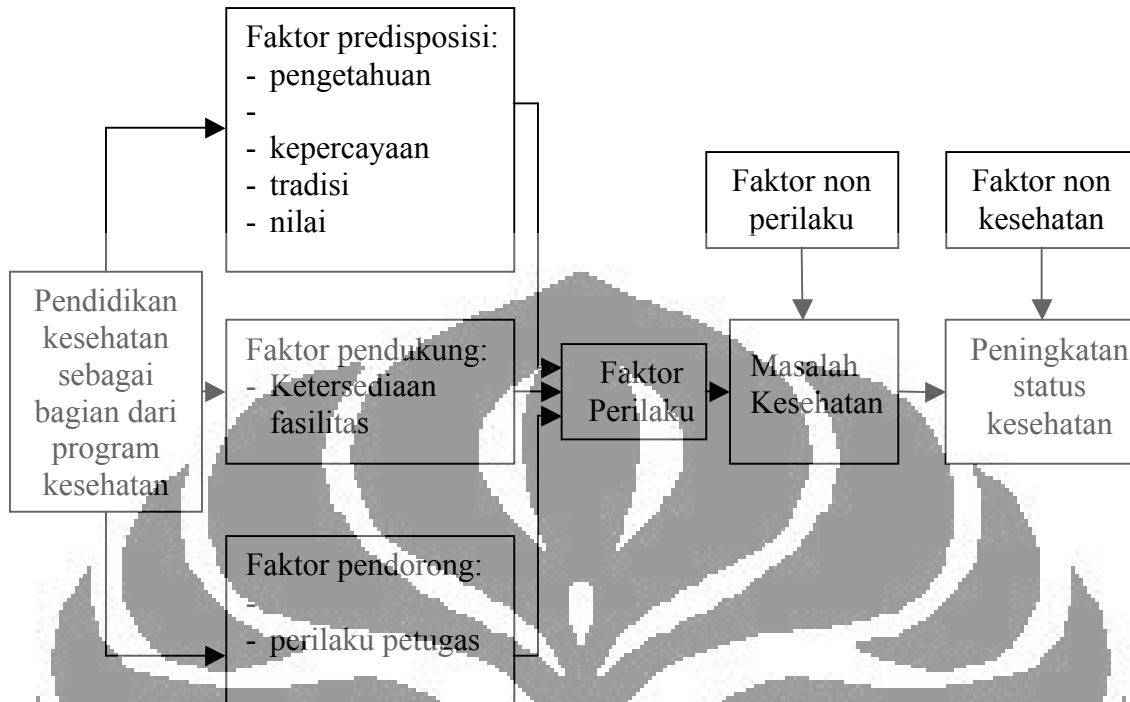 Faktor predisposisi:
- pengetahuan
-
- kepercayaan
- tradisi
- nilai
Faktor non
perilaku
Faktor non
kesehatan
Pendidikan
kesehatan
sebagai
bagian dari
program
kesehatan
Faktor pendukung:
- Ketersediaan
fasilitas
Faktor
Perilaku
Masalah
Kesehatan
Peningkatan
status
kesehatan
Faktor pendorong:
-
- perilaku petugas